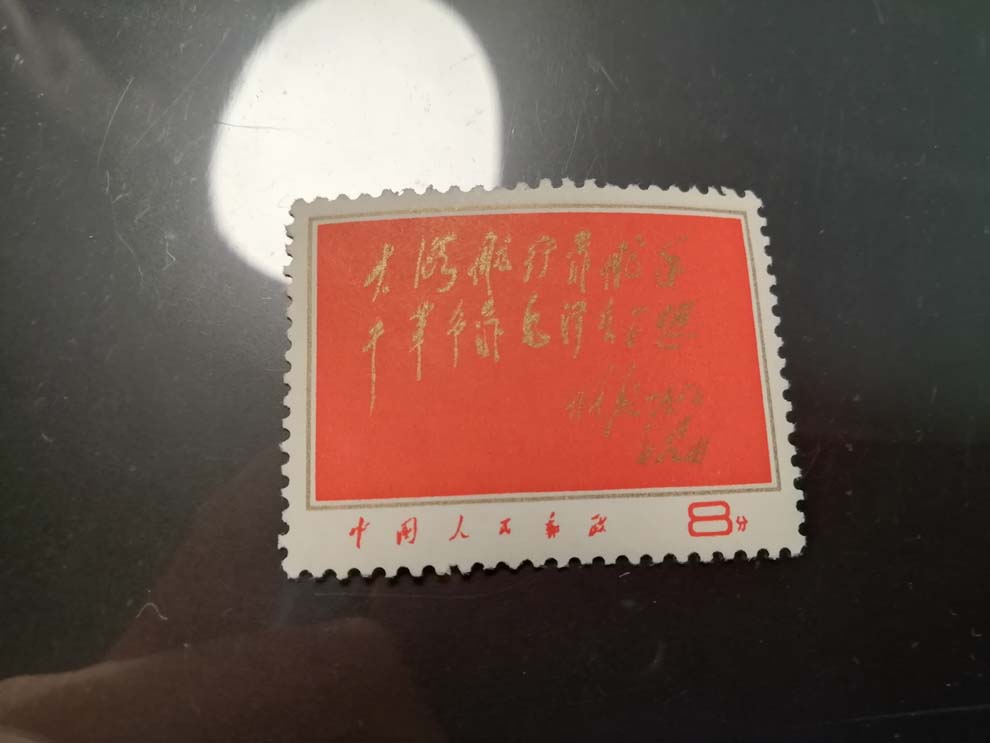 大海航行靠舵手
干革命靠毛泽东思想
中国人民邮政 8分